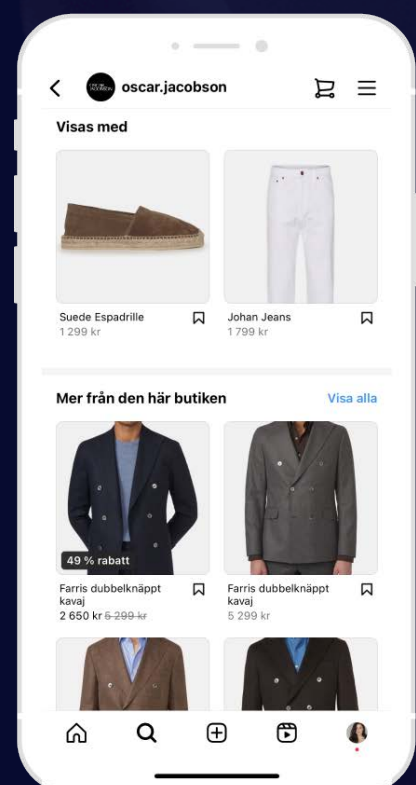 oscar.jacobson
Visas med
Suede Espadrille
1 299 kr
Johan Jeans
1 799 kr
Mer från den här butiken
Visa alla
49 % rabatt
Farris dubbelknäppt
kavaj
2 650 kr 5 299 kr
Farris dubbelknäppt
kavaj
5 299 kr